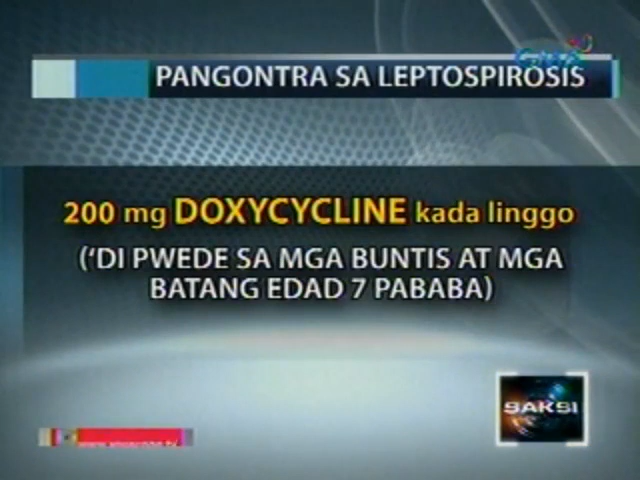 PANGONTRA SA LEPTOSPIROSIS
200 mg DOXYCYCLINE kada linggo
('DI PWEDE SA MGA BUNTIS AT MGA
BATANG EDAD 7 PABABA)
SAKSI